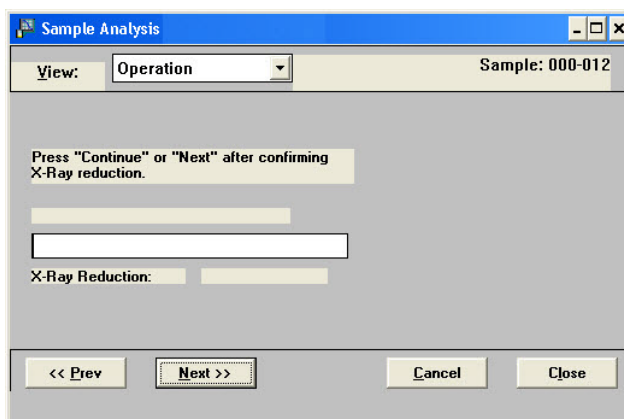 Sample Analysis
View: Operation Sample: 000-012
Press "Continue" or "Next" after confirming
X-Ray reduction.
X-Ray Reduction:
<< Prev Next >> Cancel Close